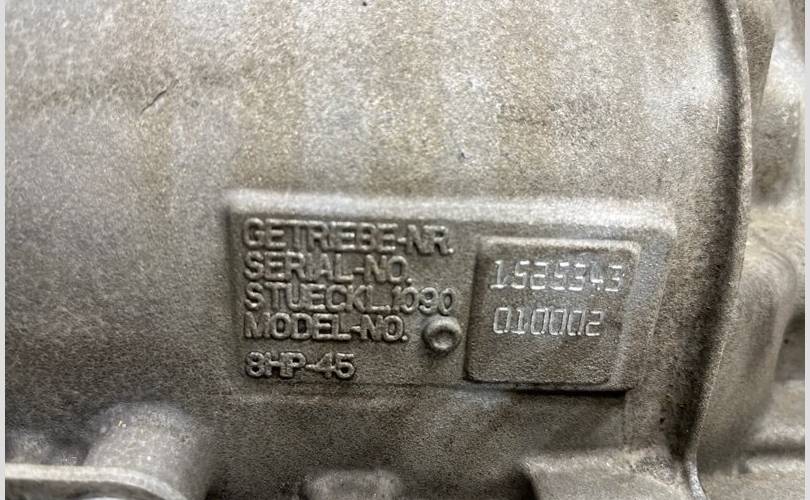 GETRIEBE-NR.
SERIAL-NO. 1525343
STUECKL.1090
MODEL-NO. 010002
8HP-45